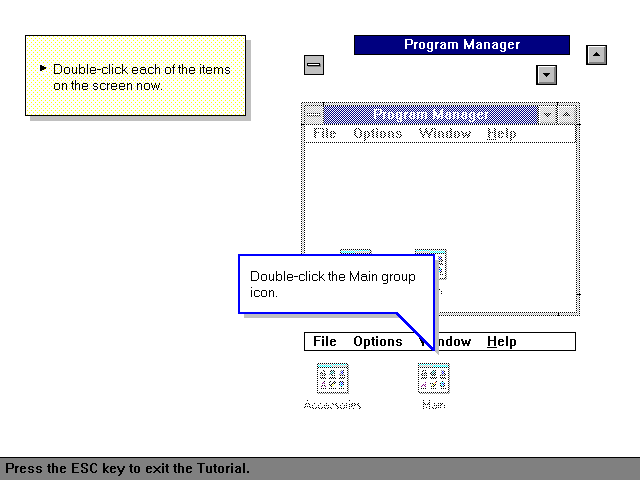 Program Manager
Double-click each of the items
on the screen now.
Program Manager
File Options Window Help
Double-click the Main group
icon.
File Options Window Help
Accessories Main
Press the ESC key to exit the Tutorial.